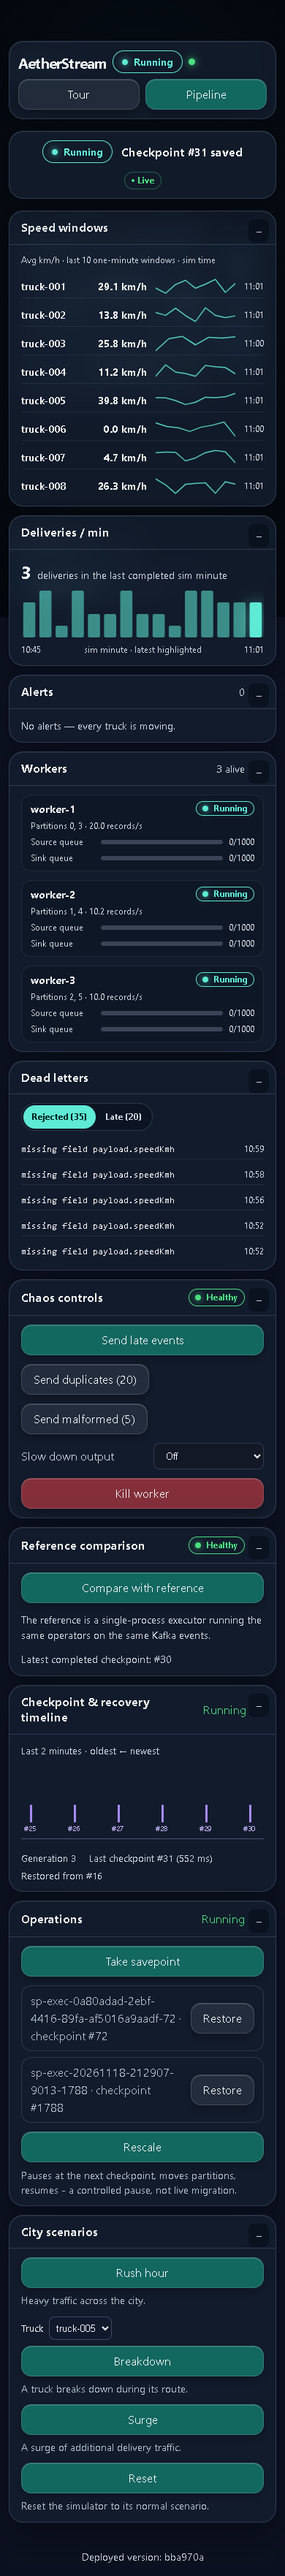 AetherStream Running
Tour Pipeline
Running Checkpoint #31 saved
• Live
Speed windows –
Avg km/h · last 10 one-minute windows · sim time
truck-001 29.1 km/h 11:01
truck-002 13.8 km/h 11:01
truck-003 25.8 km/h 11:00
truck-004 11.2 km/h 11:01
truck-005 39.8 km/h 11:01
truck-006 0.0 km/h 11:00
truck-007 4.7 km/h 11:01
truck-008 26.3 km/h 11:01
Deliveries / min –
3 deliveries in the last completed sim minute
10:45 sim minute · latest highlighted 11:01
Alerts 0 –
No alerts — every truck is moving.
Workers 3 alive –
worker-1 Running
Partitions 0, 3 · 20.0 records/s
Source queue 0/1000
Sink queue 0/1000
worker-2 Running
Partitions 1, 4 · 10.2 records/s
Source queue 0/1000
Sink queue 0/1000
worker-3 Running
Partitions 2, 5 · 10.0 records/s
Source queue 0/1000
Sink queue 0/1000
Dead letters –
Rejected (35) Late (20)
missing field payload.speedKmh 10:59
missing field payload.speedKmh 10:58
missing field payload.speedKmh 10:56
missing field payload.speedKmh 10:52
missing field payload.speedKmh 10:52
Chaos controls Healthy –
Send late events
Send duplicates (20)
Send malformed (5)
Slow down output Off
Kill worker
Reference comparison Healthy –
Compare with reference
The reference is a single-process executor running the
same operators on the same Kafka events.
Latest completed checkpoint: #30
Checkpoint & recovery
timeline Running –
Last 2 minutes · oldest ← newest
#25 #26 #27 #28 #29 #30
Generation 3 Last checkpoint #31 (552 ms)
Restored from #16
Operations Running –
Take savepoint
sp-exec-0a80adad-2ebf-
4416-89fa-af5016a9aadf-72 ·
checkpoint #72
Restore
sp-exec-20261118-212907-
9013-1788 · checkpoint
#1788
Restore
Rescale
Pauses at the next checkpoint, moves partitions,
resumes - a controlled pause, not live migration.
City scenarios –
Rush hour
Heavy traffic across the city.
Truck truck-005
Breakdown
A truck breaks down during its route.
Surge
A surge of additional delivery traffic.
Reset
Reset the simulator to its normal scenario.
Deployed version: bba970a